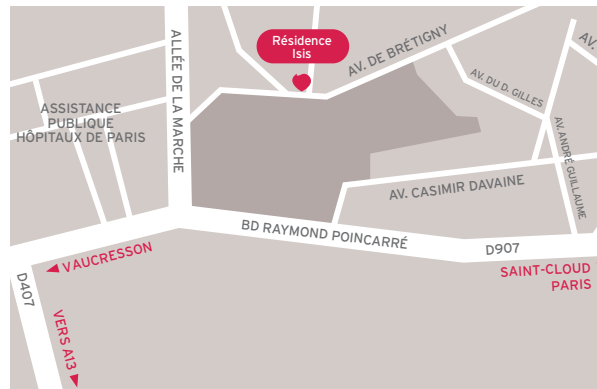 Résidence
Isis
AV. DE BRÉTIGNY
AV.
ALLÉE DE LA MARCHE
AV. DU D. GILLES
ASSISTANCE
PUBLIQUE
HÔPITAUX DE PARIS
AV. ANDRÉ GUILLAUME
AV. CASIMIR DAVAINE
BD RAYMOND POINCARRÉ
D907
VAUCRESSON
SAINT-CLOUD
PARIS
D407
VERS A13